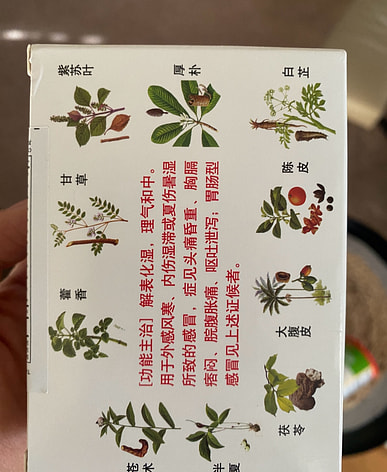 紫苏叶
厚朴
白芷
甘草
陈皮
藿香
大腹皮
苍术
半夏
茯苓
[功能主治] 解表化湿，理气和中。
用于外感风寒、内伤湿滞或夏伤暑湿
所致的感冒，症见头痛昏重、胸膈
痞闷、脘腹胀痛、呕吐泄泻；胃肠型
感冒见上述证候者。